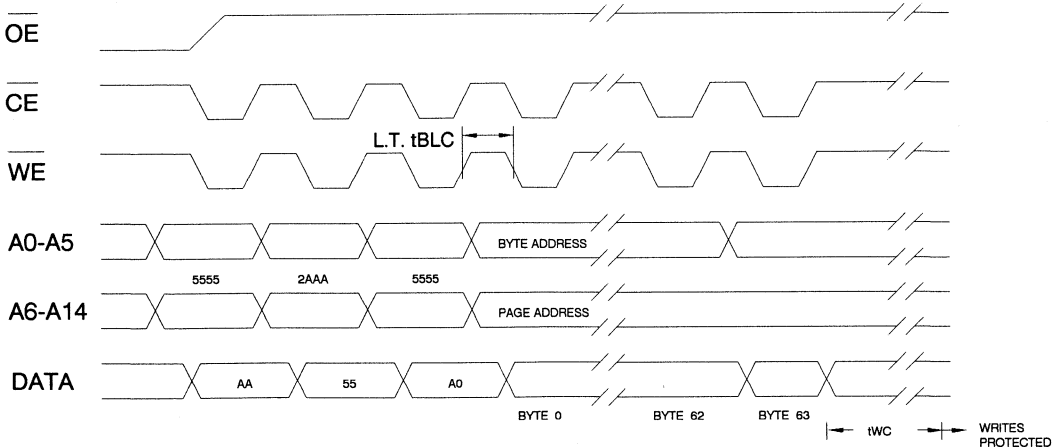 OE
CE
L.T. tBLC
WE
A0-A5
BYTE ADDRESS
5555 2AAA 5555
A6-A14
PAGE ADDRESS
DATA
AA 55 A0
BYTE 0 BYTE 62 BYTE 63
tWC
WRITES
PROTECTED